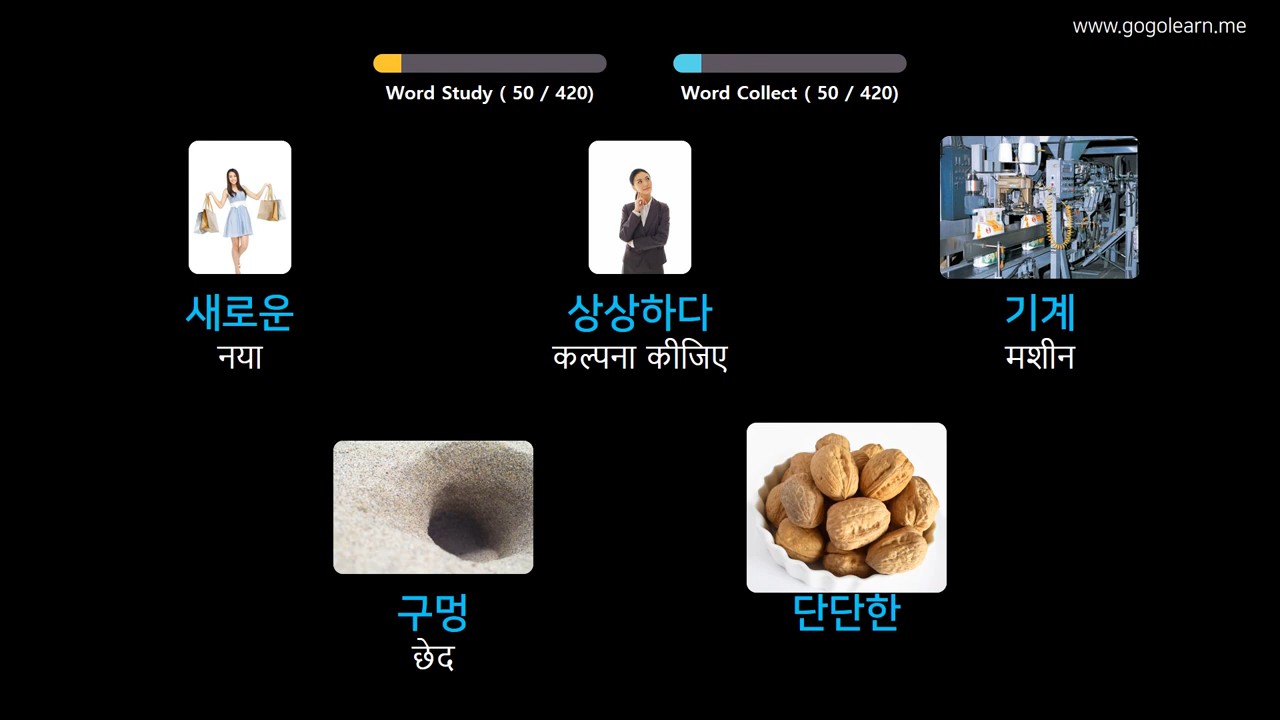 www.gogolearn.me
Word Study ( 50 / 420)
Word Collect ( 50 / 420)
새로운
नया
상상하다
कल्पना कीजिए
기계
मशीन
구멍
छेद
단단한